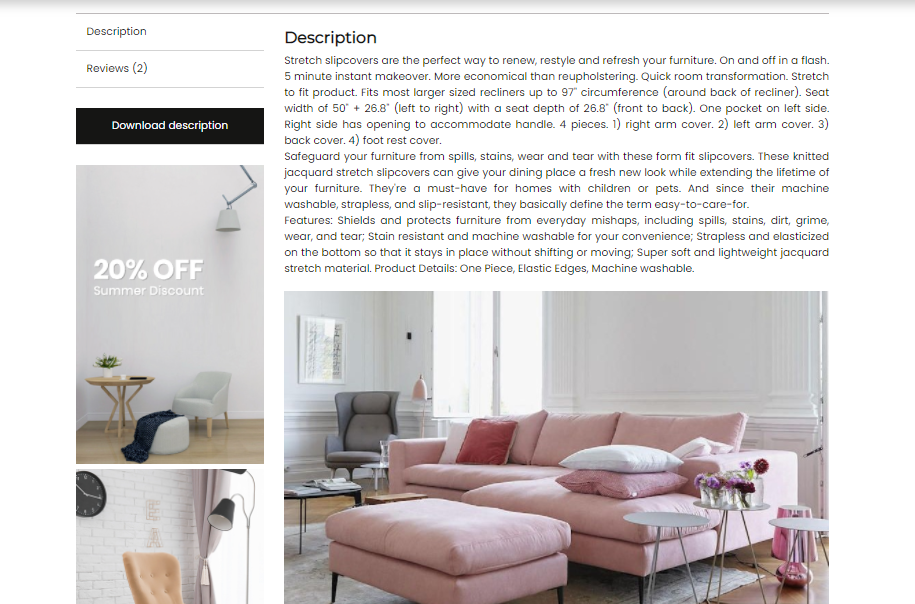 Description
Reviews (2)
Download description
20% OFF
Summer Discount
Description
Stretch slipcovers are the perfect way to renew, restyle and refresh your furniture. On and off in a flash.
5 minute instant makeover. More economical than reupholstering. Quick room transformation. Stretch
to fit product. Fits most larger sized recliners up to 97" circumference (around back of recliner). Seat
width of 50" + 26.8" (left to right) with a seat depth of 26.8" (front to back). One pocket on left side.
Right side has opening to accommodate handle. 4 pieces. 1) right arm cover. 2) left arm cover. 3)
back cover. 4) foot rest cover.
Safeguard your furniture from spills, stains, wear and tear with these form fit slipcovers. These knitted
jacquard stretch slipcovers can give your dining place a fresh new look while extending the lifetime of
your furniture. They're a must-have for homes with children or pets. And since their machine
washable, strapless, and slip-resistant, they basically define the term easy-to-care-for.
Features: Shields and protects furniture from everyday mishaps, including spills, stains, dirt, grime,
wear, and tear; Stain resistant and machine washable for your convenience; Strapless and elasticized
on the bottom so that it stays in place without shifting or moving; Super soft and lightweight jacquard
stretch material. Product Details: One Piece, Elastic Edges, Machine washable.